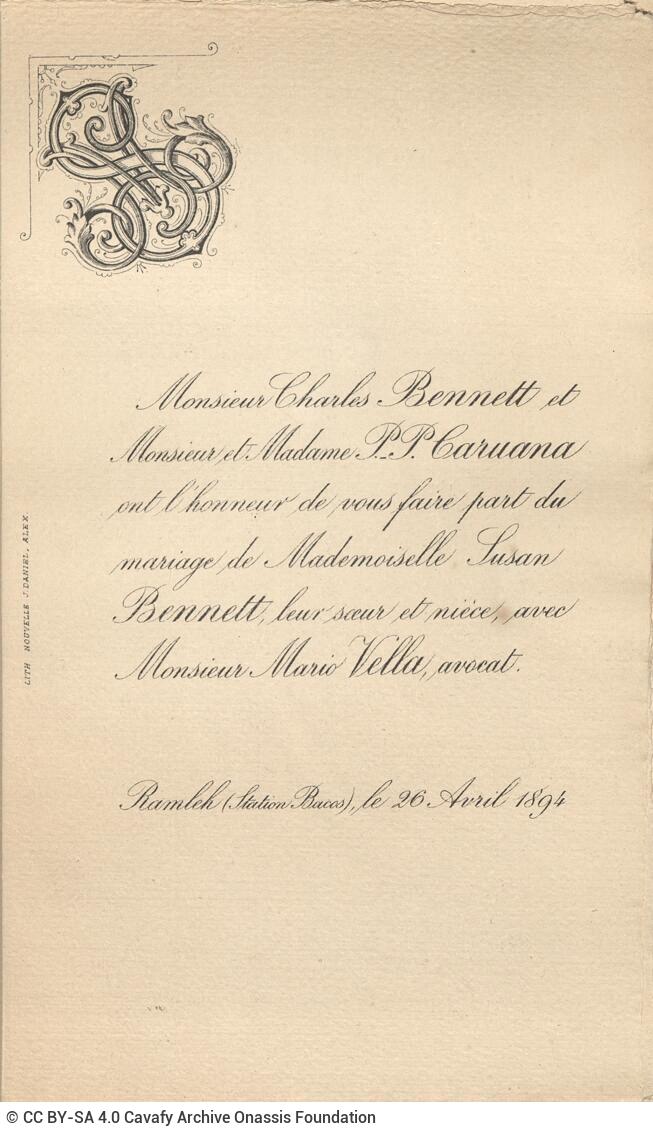 Monsieur Charles Bennett et
Monsieur et Madame P.-P. Caruana
ont l'honneur de vous faire part du
mariage de Mademoiselle Susan
Bennett, leur sœur et nièce, avec
Monsieur Mario Vella, avocat.
Ramleh (Station Bacos), le 26 Avril 1894
LITH NOUVELLE J. DANIEL, ALEX.
© CC BY-SA 4.0 Cavafy Archive Onassis Foundation